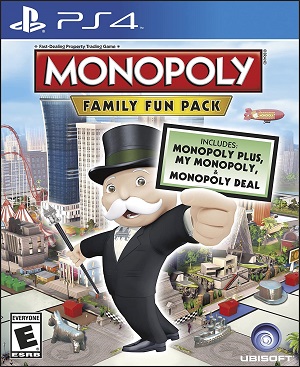 PS4
Fast-Dealing Property Trading Game
MONOPOLY
FAMILY FUN PACK
INCLUDES:
MONOPOLY PLUS,
MY MONOPOLY,
&
MONOPOLY DEAL
EVERYONE
E
ESRB
UBISOFT